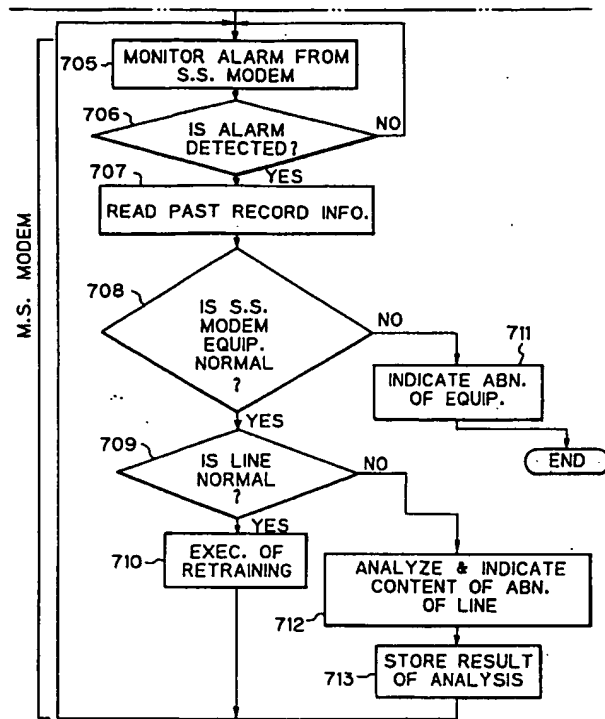 705
MONITOR ALARM FROM
S.S. MODEM
706
IS ALARM
DETECTED?
NO
YES
707
READ PAST RECORD INFO.
M.S. MODEM
708
IS S.S.
MODEM
EQUIP.
NORMAL
?
NO
YES
711
INDICATE ABN.
OF EQUIP.
END
709
IS LINE
NORMAL
?
NO
YES
710
EXEC. OF
RETRAINING
ANALYZE & INDICATE
CONTENT OF ABN.
OF LINE
712
STORE RESULT
OF ANALYSIS
713